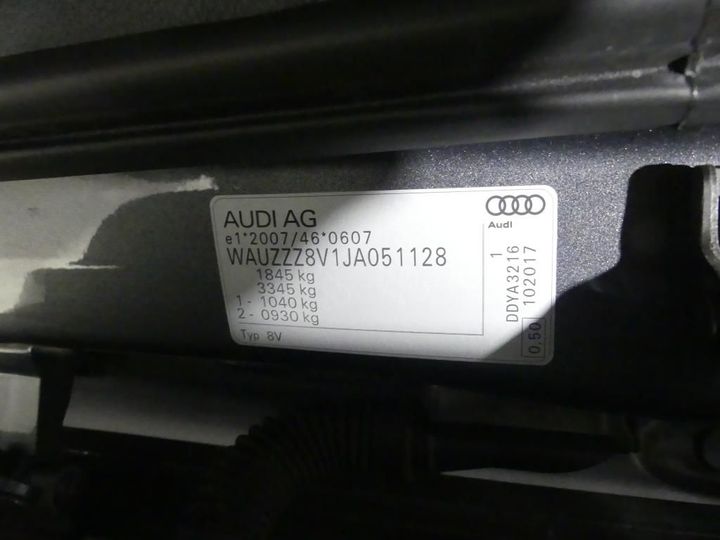 AUDI AG
Audi
e1*2007/46*0607
WAUZZZ8V1JA051128
1845 kg
3345 kg
1 - 1040 kg
2 - 0930 kg
Typ 8V
1
DDYA3216
0.50 102017